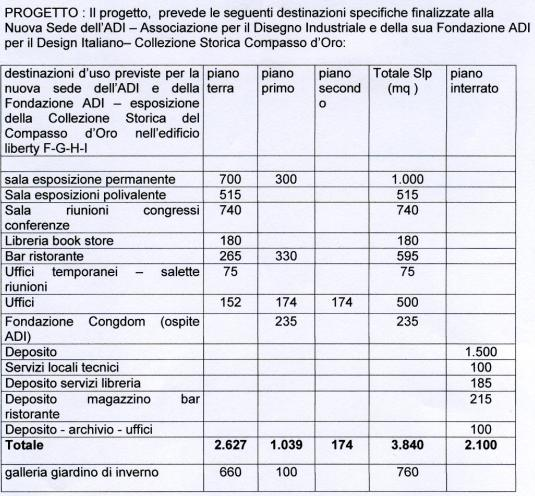 PROGETTO : Il progetto, prevede le seguenti destinazioni specifiche finalizzate alla
Nuova Sede dell'ADI – Associazione per il Disegno Industriale e della sua Fondazione ADI
per il Design Italiano– Collezione Storica Compasso d'Oro:
destinazioni d'uso previste per la nuova sede dell'ADI e della Fondazione ADI – esposizione della Collezione Storica del Compasso d'Oro nell'edificio liberty F-G-H-I piano terra piano primo piano second o Totale Slp (mq ) piano interrato
sala esposizione permanente 700 300 1.000
Sala esposizioni polivalente 515 515
Sala riunioni congressi conferenze 740 740
Libreria book store 180 180
Bar ristorante 265 330 595
Uffici temporanei – salette riunioni 75 75
Uffici 152 174 174 500
Fondazione Congdom (ospite ADI) 235 235
Deposito 1.500
Servizi locali tecnici 100
Deposito servizi libreria 185
Deposito magazzino bar ristorante 215
Deposito - archivio - uffici 100
Totale 2.627 1.039 174 3.840 2.100
galleria giardino di inverno 660 100 760